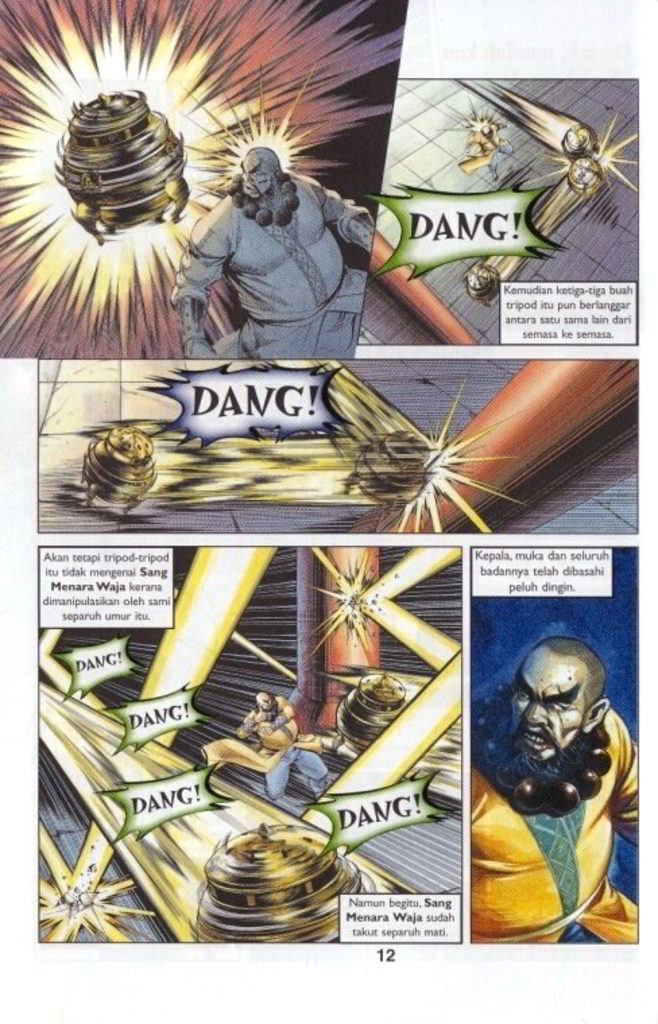 DANG!
Kemudian ketiga-tiga buah
tripod itu pun berlanggar
antara satu sama lain dari
semasa ke semasa.
DANG!
Akan tetapi tripod-tripod
itu tidak mengenai Sang
Menara Waja kerana
dimanipulasikan oleh sami
separuh umur itu.
DANG!
DANG!
DANG!
DANG!
Namun begitu, Sang
Menara Waja sudah
takut separuh mati.
Kepala, muka dan seluruh
badannya telah dibasahi
peluh dingin.
12